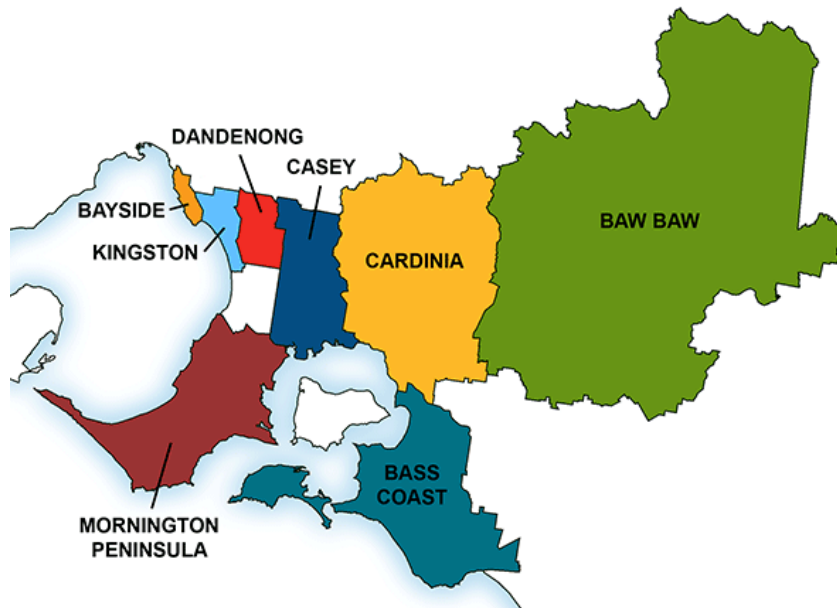 DANDENONG
CASEY
BAYSIDE
KINGSTON
CARDINIA
BAW BAW
BASS
COAST
MORNINGTON
PENINSULA